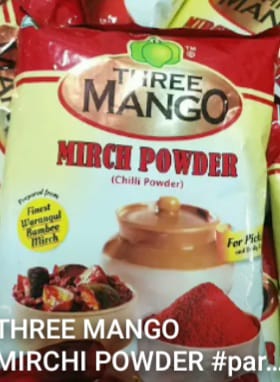 THREE
MANGO
TM
MIRCH POWDER
(Chilli Powder)
Prepared from
Finest
Warangal
Bambee
Mirch
For Pick
THREE MANGO
MIRCHI POWDER #par...